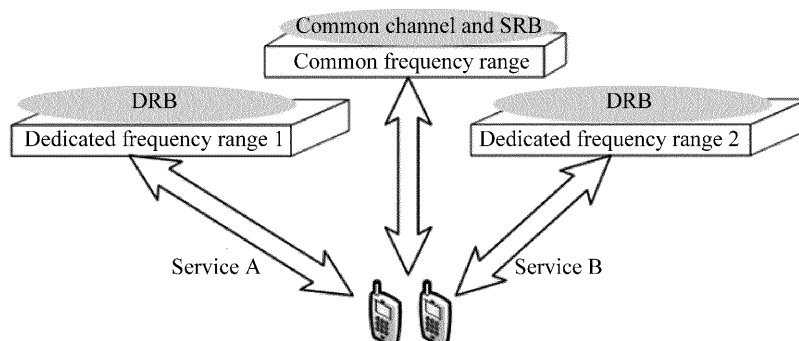 Common channel and SRB
Common frequency range
DRB
Dedicated frequency range 1
DRB
Dedicated frequency range 2
Service A
Service B